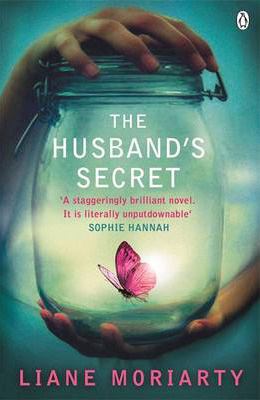 THE
HUSBAND'S
SECRET
'A staggeringly brilliant novel.
It is literally unputdownable'
SOPHIE HANNAH
LIANE MORIARTY